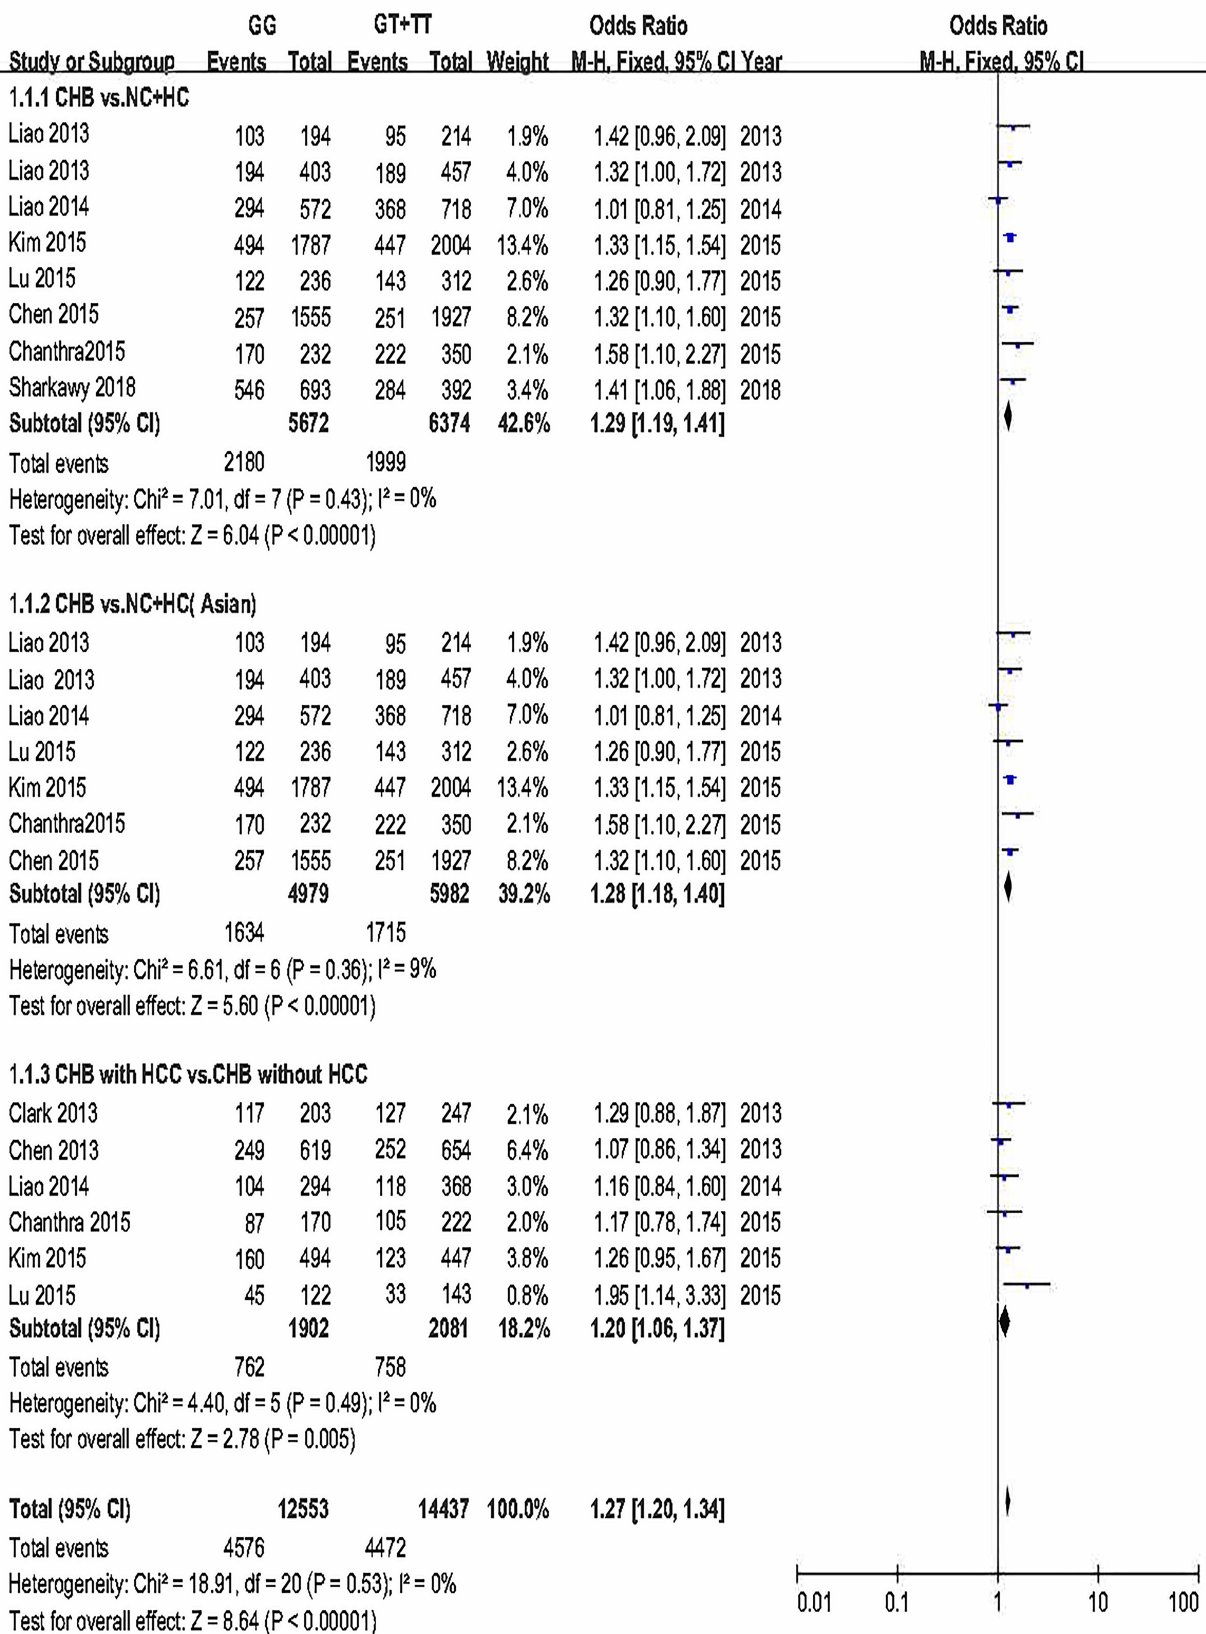 GG GT+TT Odds Ratio Odds Ratio
Study or Subgroup Events Total Events Total Weight M-H, Fixed, 95% CI Year M-H, Fixed, 95% CI
1.1.1 CHB vs.NC+HC
Liao 2013 103 194 95 214 1.9% 1.42 [0.96, 2.09] 2013
Liao 2013 194 403 189 457 4.0% 1.32 [1.00, 1.72] 2013
Liao 2014 294 572 368 718 7.0% 1.01 [0.81, 1.25] 2014
Kim 2015 494 1787 447 2004 13.4% 1.33 [1.15, 1.54] 2015
Lu 2015 122 236 143 312 2.6% 1.26 [0.90, 1.77] 2015
Chen 2015 257 1555 251 1927 8.2% 1.32 [1.10, 1.60] 2015
Chanthra2015 170 232 222 350 2.1% 1.58 [1.10, 2.27] 2015
Sharkawy 2018 546 693 284 392 3.4% 1.41 [1.06, 1.88] 2018
Subtotal (95% CI) 5672 6374 42.6% 1.29 [1.19, 1.41]
Total events 2180 1999
Heterogeneity: Chi² = 7.01, df = 7 (P = 0.43); I² = 0%
Test for overall effect: Z = 6.04 (P < 0.00001)
1.1.2 CHB vs.NC+HC( Asian)
Liao 2013 103 194 95 214 1.9% 1.42 [0.96, 2.09] 2013
Liao 2013 194 403 189 457 4.0% 1.32 [1.00, 1.72] 2013
Liao 2014 294 572 368 718 7.0% 1.01 [0.81, 1.25] 2014
Lu 2015 122 236 143 312 2.6% 1.26 [0.90, 1.77] 2015
Kim 2015 494 1787 447 2004 13.4% 1.33 [1.15, 1.54] 2015
Chanthra2015 170 232 222 350 2.1% 1.58 [1.10, 2.27] 2015
Chen 2015 257 1555 251 1927 8.2% 1.32 [1.10, 1.60] 2015
Subtotal (95% CI) 4979 5982 39.2% 1.28 [1.18, 1.40]
Total events 1634 1715
Heterogeneity: Chi² = 6.61, df = 6 (P = 0.36); I² = 9%
Test for overall effect: Z = 5.60 (P < 0.00001)
1.1.3 CHB with HCC vs.CHB without HCC
Clark 2013 117 203 127 247 2.1% 1.29 [0.88, 1.87] 2013
Chen 2013 249 619 252 654 6.4% 1.07 [0.86, 1.34] 2013
Liao 2014 104 294 118 368 3.0% 1.16 [0.84, 1.60] 2014
Chanthra 2015 87 170 105 222 2.0% 1.17 [0.78, 1.74] 2015
Kim 2015 160 494 123 447 3.8% 1.26 [0.95, 1.67] 2015
Lu 2015 45 122 33 143 0.8% 1.95 [1.14, 3.33] 2015
Subtotal (95% CI) 1902 2081 18.2% 1.20 [1.06, 1.37]
Total events 762 758
Heterogeneity: Chi² = 4.40, df = 5 (P = 0.49); I² = 0%
Test for overall effect: Z = 2.78 (P = 0.005)
Total (95% CI) 12553 14437 100.0% 1.27 [1.20, 1.34]
Total events 4576 4472
Heterogeneity: Chi² = 18.91, df = 20 (P = 0.53); I² = 0%
Test for overall effect: Z = 8.64 (P < 0.00001)
0.01 0.1 1 10 100